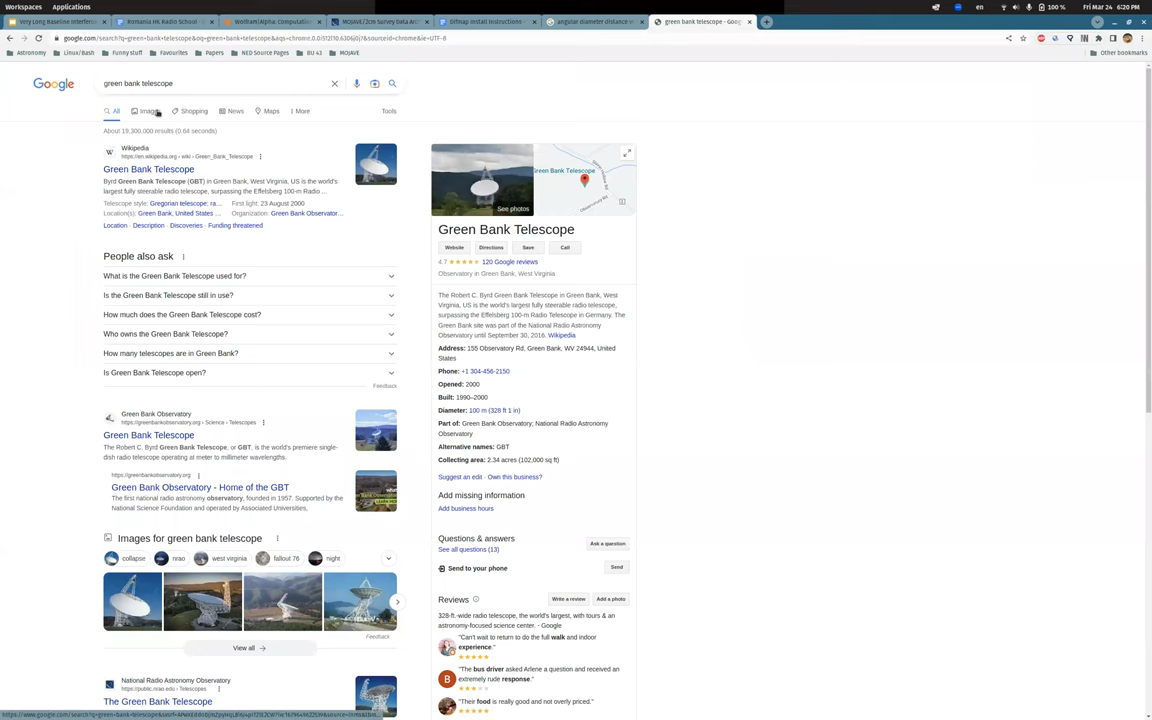 Workspaces Applications en 100 % Fri Mar 24 6:20 PM
Very Long Baseline Interfero Romania HK Radio School - WolframAlpha: Computation MOJAVE/2cm Survey Data Ar Difmap install instructions angular diameter distance green bank telescope - Goog
Astronomy Linux/Bash Funny stuff Favourites Papers NED Source Pages BU 43 MOJAVE Other bookmarks
Google
green bank telescope
All Images Shopping News Maps More Tools
About 19,300,000 results (0.64 seconds)
Wikipedia
https://en.wikipedia.org › wiki › Green_Bank_Telescope
Green Bank Telescope
Byrd Green Bank Telescope (GBT) in Green Bank, West Virginia, US is the world's
largest fully steerable radio telescope, surpassing the Effelsberg 100-m Radio ...
Telescope style: Gregorian telescope; ra... First light: 23 August 2000
Location(s): Green Bank, United States ... Organization: Green Bank Observator...
Location · Description · Discoveries · Funding threatened
People also ask
What is the Green Bank Telescope used for?
Is the Green Bank Telescope still in use?
How much does the Green Bank Telescope cost?
Who owns the Green Bank Telescope?
How many telescopes are in Green Bank?
Is Green Bank Telescope open?
Feedback
Green Bank Observatory
https://greenbankobservatory.org › Science › Telescopes
Green Bank Telescope
The Robert C. Byrd Green Bank Telescope, or GBT, is the world's premiere single-
dish radio telescope operating at meter to millimeter wavelengths.
https://greenbankobservatory.org
Green Bank Observatory - Home of the GBT
The first national radio astronomy observatory, founded in 1957. Supported by the
National Science Foundation and operated by Associated Universities,
Images for green bank telescope
collapse nrao west virginia fallout 76 night
Feedback
View all
National Radio Astronomy Observatory
https://public.nrao.edu › Telescopes
The Green Bank Telescope
Green Bank Telescope
See photos
Observatory Rd
Green Bank Telescope
Website Directions Save Call
4.7 120 Google reviews
Observatory in Green Bank, West Virginia
The Robert C. Byrd Green Bank Telescope in Green Bank, West
Virginia, US is the world's largest fully steerable radio telescope,
surpassing the Effelsberg 100-m Radio Telescope in Germany. The
Green Bank site was part of the National Radio Astronomy
Observatory until September 30, 2016. Wikipedia
Address: 155 Observatory Rd, Green Bank, WV 24944, United
States
Phone: +1 304-456-2150
Opened: 2000
Built: 1990–2000
Diameter: 100 m (328 ft 1 in)
Part of: Green Bank Observatory; National Radio Astronomy
Observatory
Alternative names: GBT
Collecting area: 2.34 acres (102,000 sq ft)
Suggest an edit · Own this business?
Add missing information
Add business hours
Questions & answers
See all questions (13)
Ask a question
Send to your phone
Send
Reviews
Write a review Add a photo
328-ft.-wide radio telescope, the world's largest, with tours & an
astronomy-focused science center. - Google
"Can't wait to return to do the full walk and indoor
experience."
B
"The bus driver asked Arlene a question and received an
extremely rude response."
"Their food is really good and not overly priced."